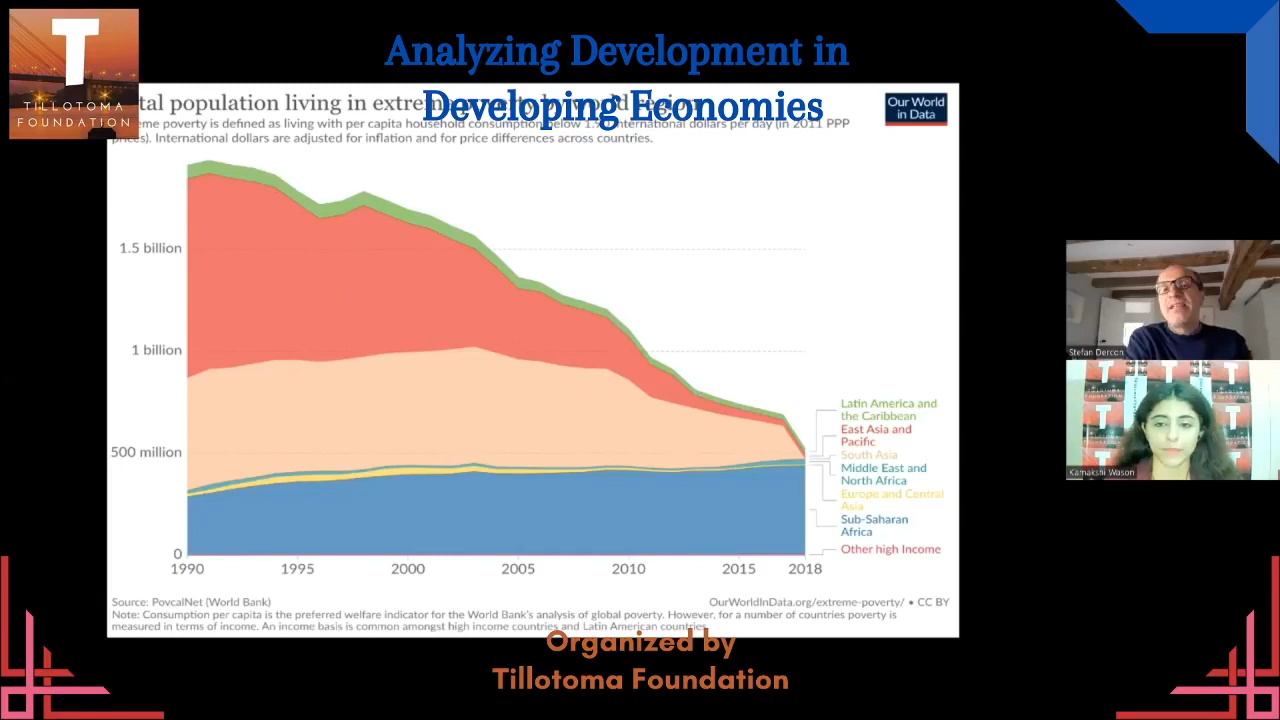 Analyzing Development in
Developing Economies
TILLOTOMA
FOUNDATION
tal population living in extreme poverty by world region
eme poverty is defined as living with per capita household consumption below 1.90 international dollars per day (in 2011 PPP
prices). International dollars are adjusted for inflation and for price differences across countries.
Our World
in Data
1.5 billion
1 billion
500 million
0
1990
1995
2000
2005
2010
2015
2018
Latin America and
the Caribbean
East Asia and
Pacific
South Asia
Middle East and
North Africa
Europe and Central
Asia
Sub-Saharan
Africa
Other high Income
Source: PovcalNet (World Bank)
OurWorldInData.org/extreme-poverty/ • CC BY
Note: Consumption per capita is the preferred welfare indicator for the World Bank's analysis of global poverty. However, for a number of countries poverty is
measured in terms of income. An income basis is common amongst high income countries and Latin American countries.
Organized by
Tillotoma Foundation
Stefan Dercon
Kamakshi Wason